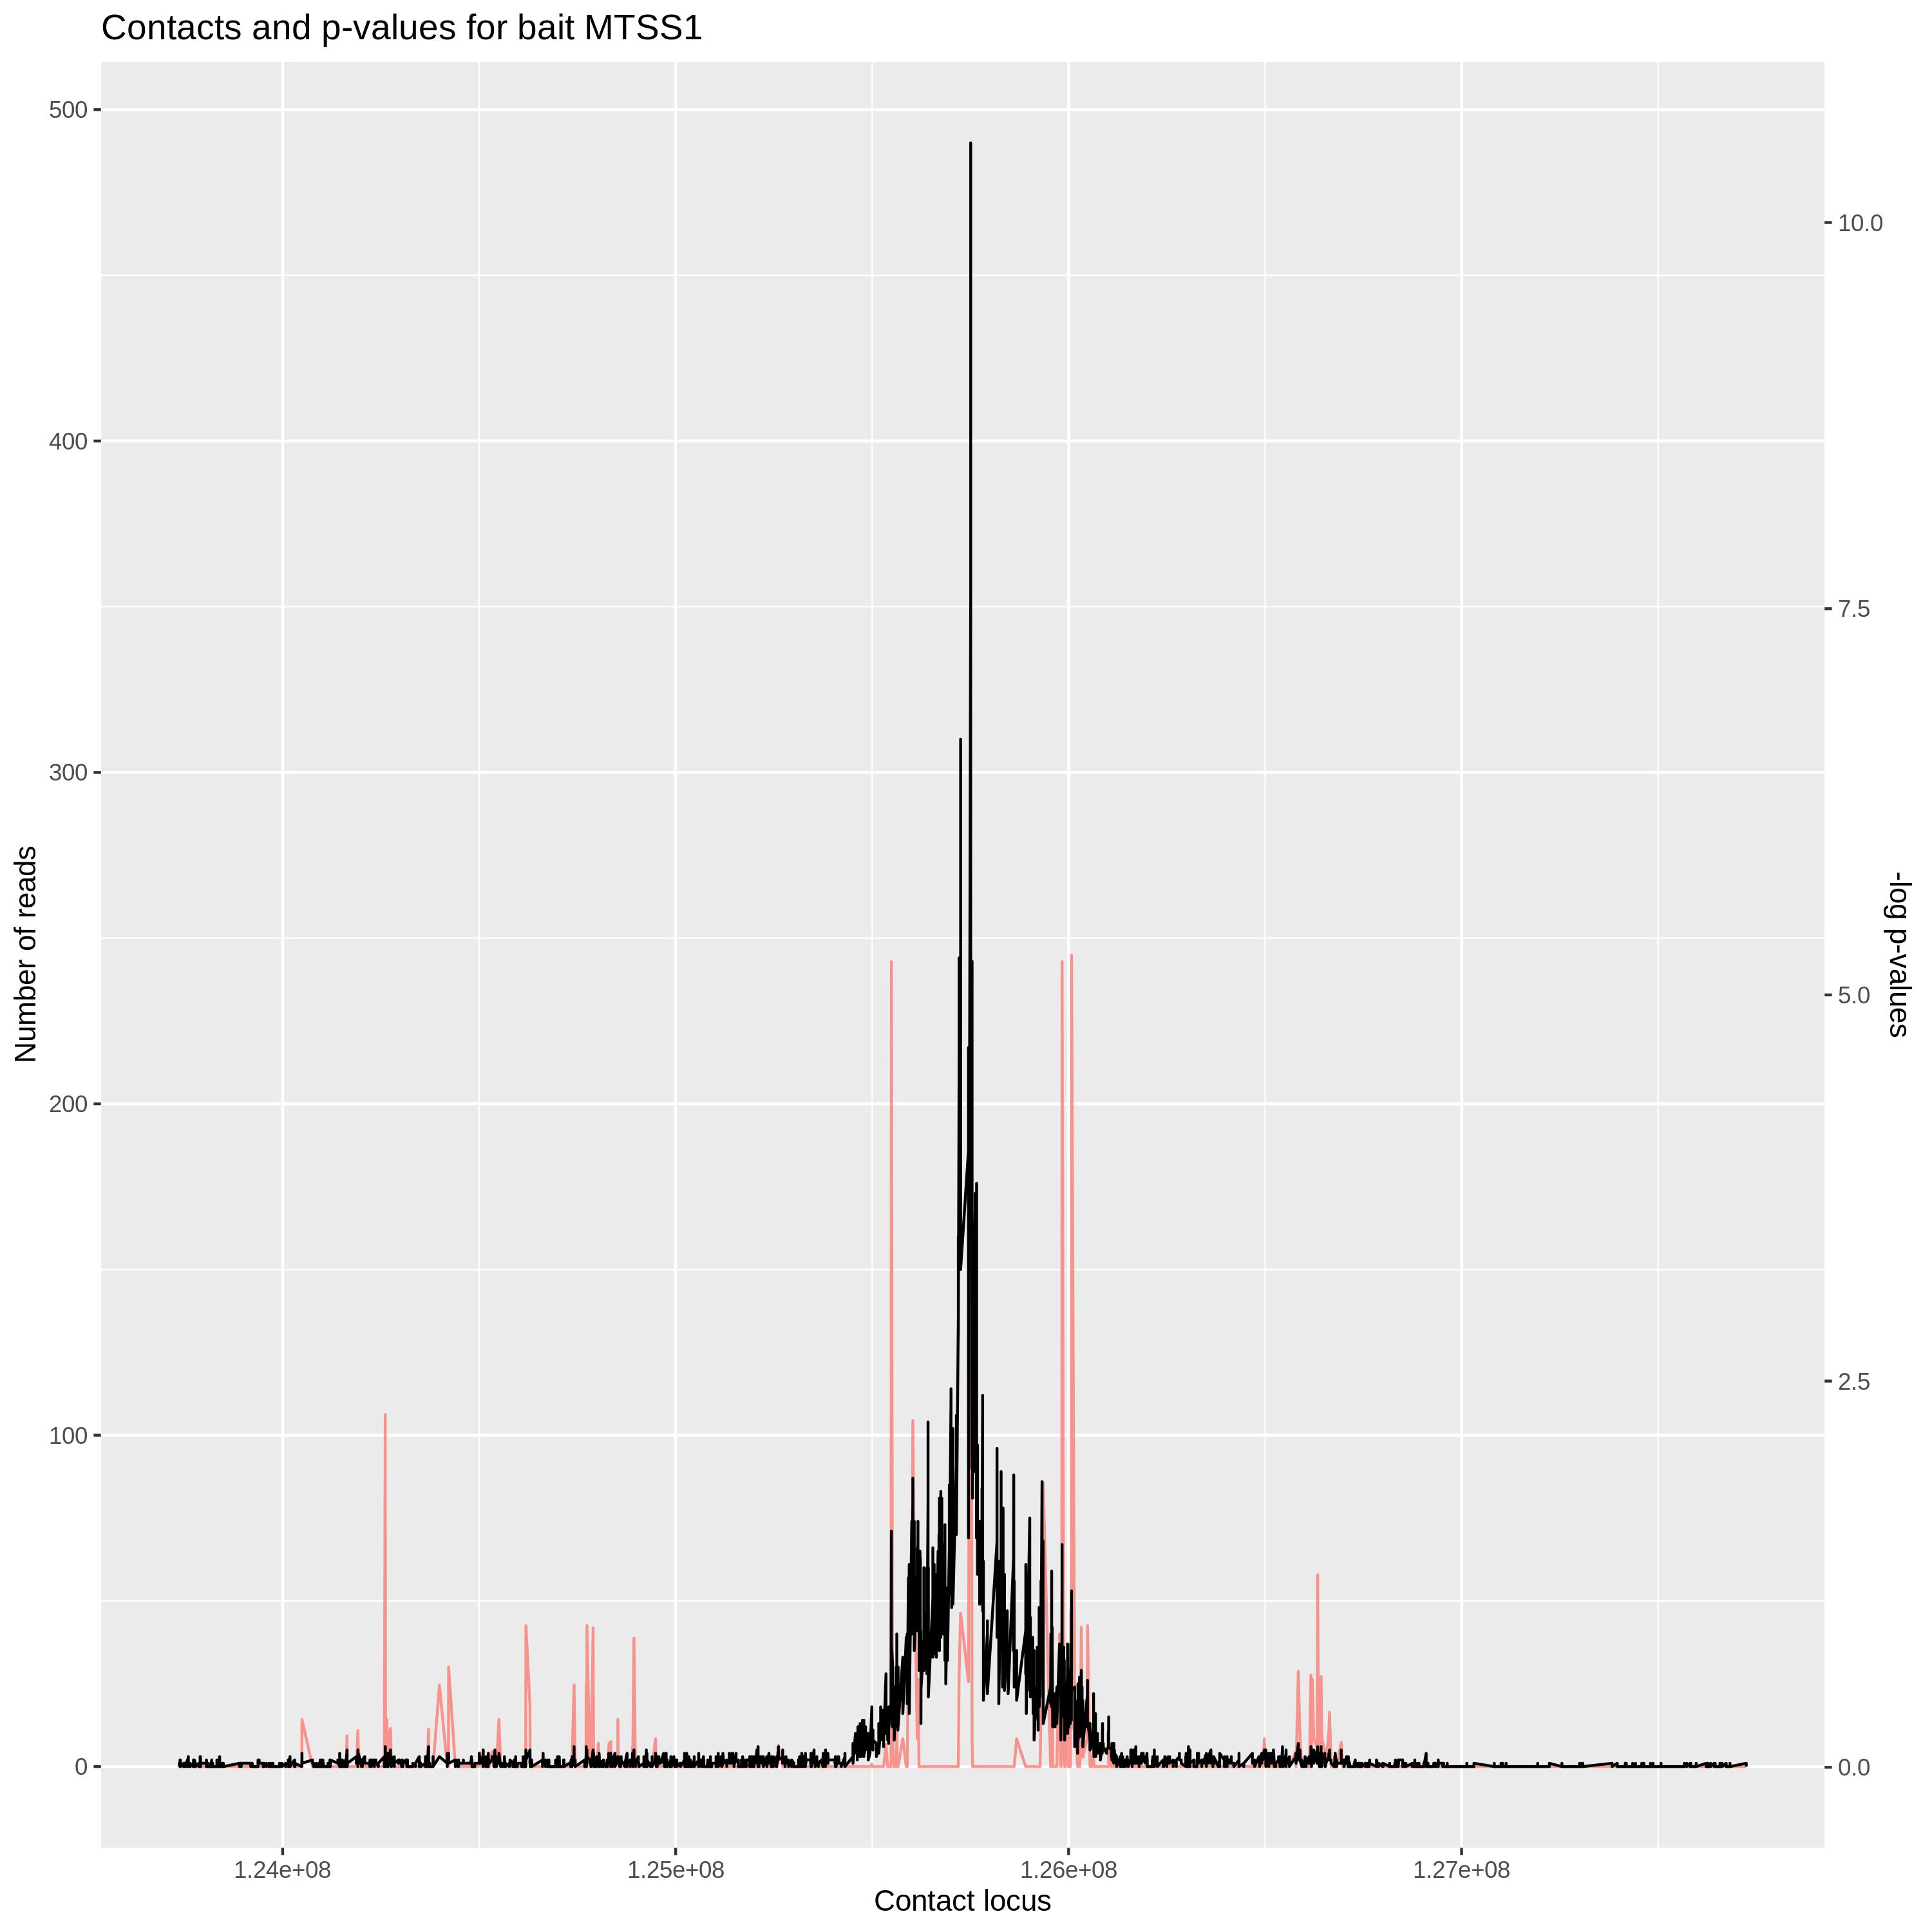 Contacts and p-values for bait MTSS1
500
400
300
200
100
0
Number of reads
10.0
7.5
5.0
2.5
0.0
-log p-values
1.24e+08
1.25e+08
1.26e+08
1.27e+08
Contact locus